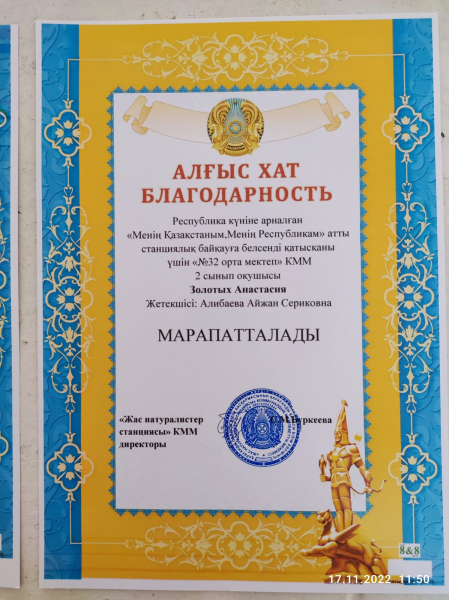 АЛҒЫС ХАТ
БЛАГОДАРНОСТЬ
Республика күніне арналған
«Менің Қазақстаным,Менің Республикам» атты
станциялық байқауға белсенді қатысқаны
үшін «№32 орта мектеп» КММ
2 сынып оқушысы
Золотых Анастасия
Жетекшісі: Алибаева Айжан Сериковна
МАРАПАТТАЛАДЫ
«Жас натуралистер
станциясы» КММ
директоры
8&8
17.11.2022 11:50